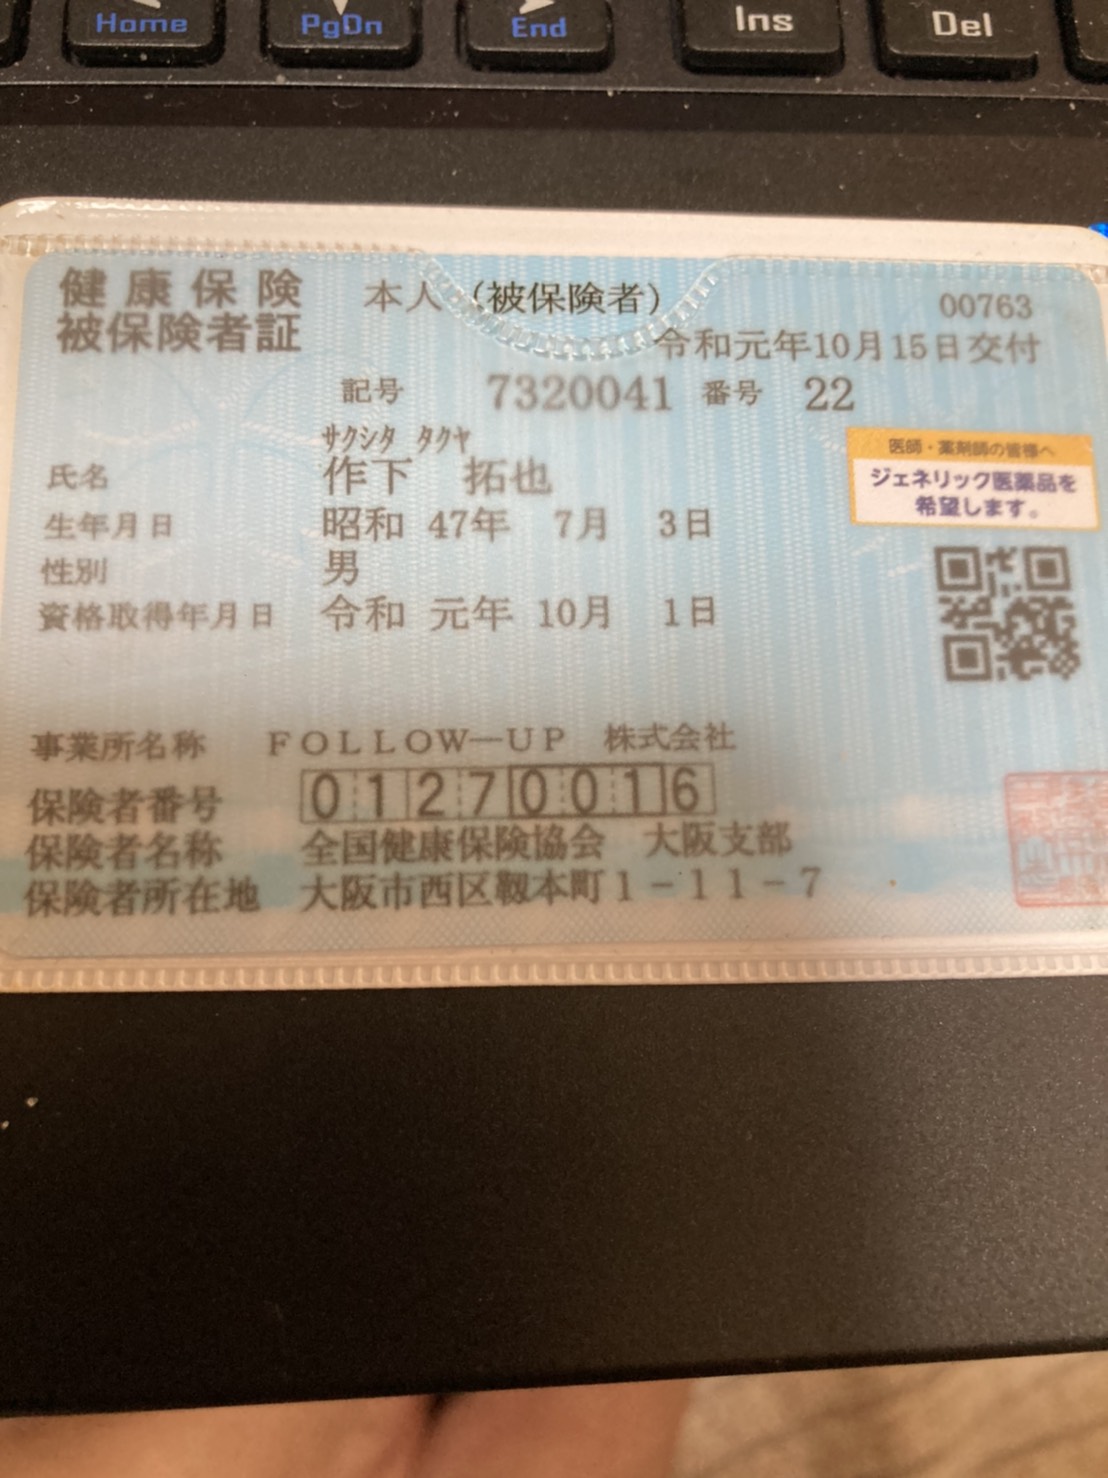 Home PgDn End Ins Del
健康保険 本人(被保険者) 00763
被保険者証 令和元年10月15日交付
記号 7320041 番号 22
サクシタ タクヤ
氏名 作下 拓也
生年月日 昭和 47年 7月 3日
性別 男
資格取得年月日 令和 元年 10月 1日
医師・薬剤師の皆様へ
ジェネリック医薬品を
希望します。
事業所名称 FOLLOW―UP 株式会社
保険者番号 01270016
保険者名称 全国健康保険協会 大阪支部
保険者所在地 大阪市西区靱本町1-11-7